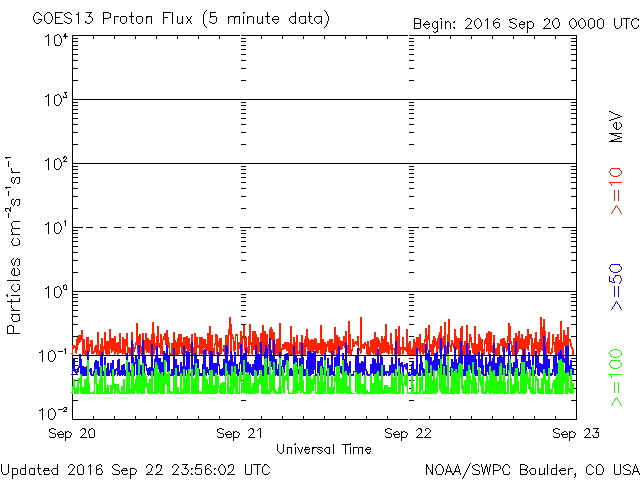 GOES13 Proton Flux (5 minute data)
Begin: 2016 Sep 20 0000 UTC
Particles cm⁻²s⁻¹sr⁻¹
10⁴
10³
10²
10¹
10⁰
10⁻¹
10⁻²
Sep 20
Sep 21
Sep 22
Sep 23
Universal Time
MeV
>=10
>=50
>=100
Updated 2016 Sep 22 23:56:02 UTC
NOAA/SWPC Boulder, CO USA